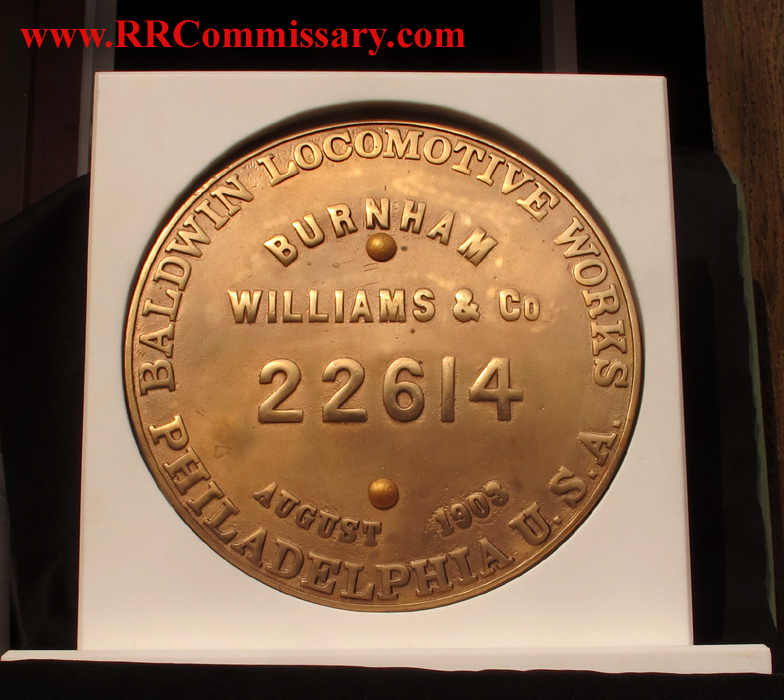 www.RRCommissary.com
BALDWIN LOCOMOTIVE WORKS
BURNHAM
WILLIAMS & Co
22614
AUGUST 1903
PHILADELPHIA U.S.A.